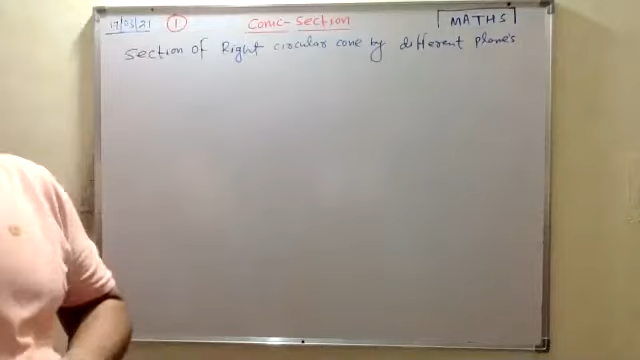 17/03/21 1 Conic-Section MATHS
Section of Right circular cone by different plane's